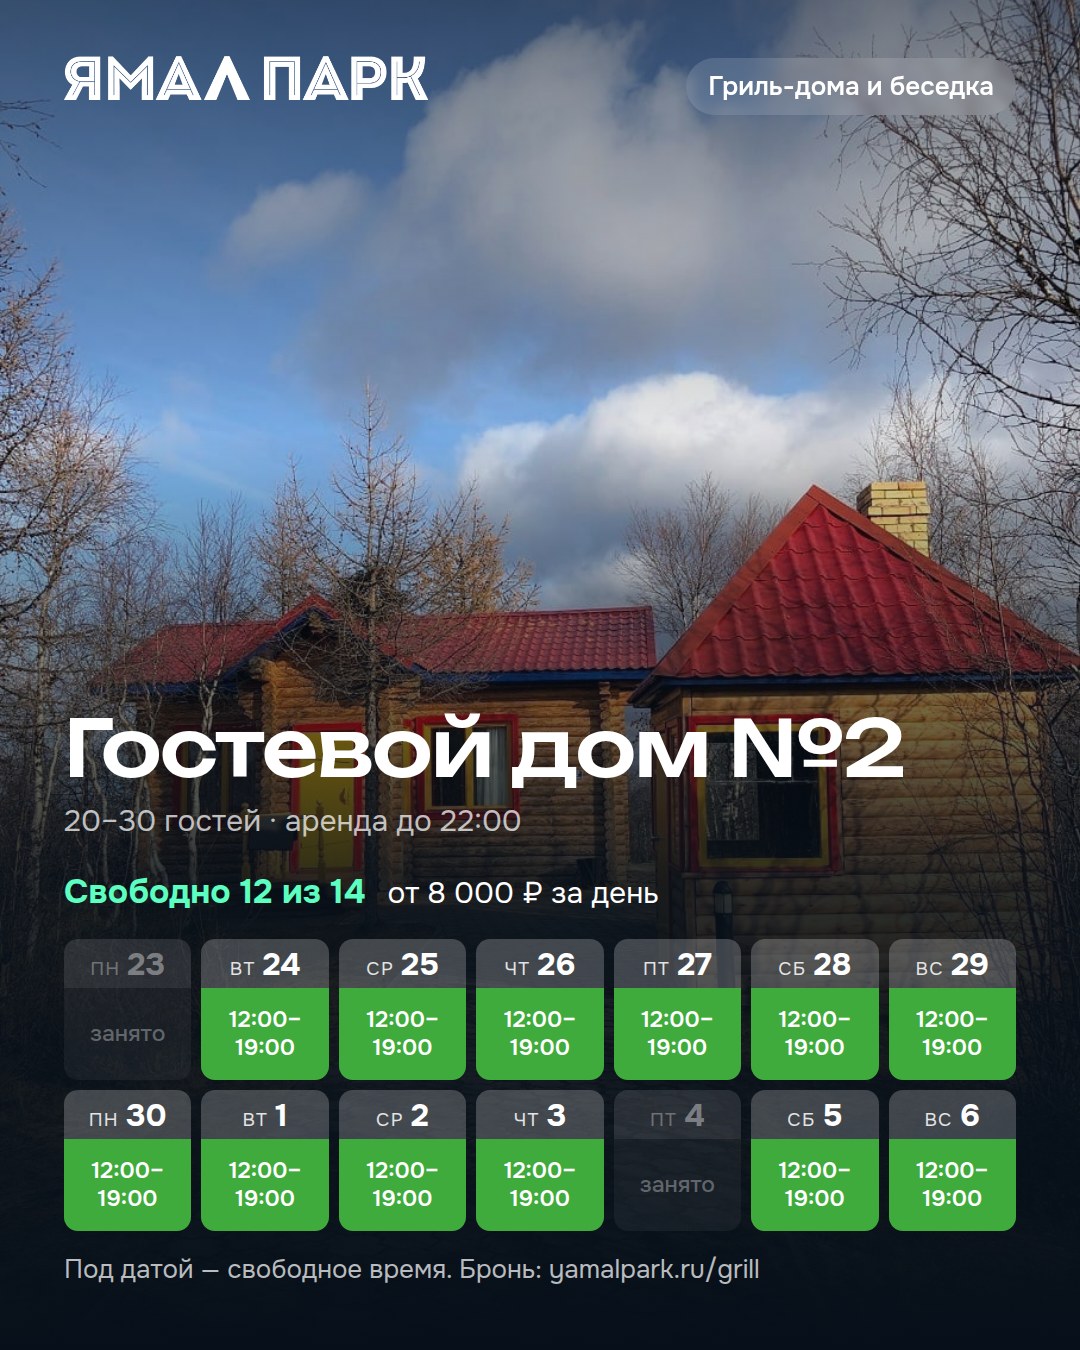 ЯМАЛ ПАРК
Гриль-дома и беседка
Гостевой дом №2
20–30 гостей · аренда до 22:00
Свободно 12 из 14 от 8 000 ₽ за день
ПН 23 ВТ 24 СР 25 ЧТ 26 ПТ 27 СБ 28 ВС 29
занято 12:00– 12:00– 12:00– 12:00– 12:00– 12:00–
19:00 19:00 19:00 19:00 19:00 19:00
ПН 30 ВТ 1 СР 2 ЧТ 3 ПТ 4 СБ 5 ВС 6
12:00– 12:00– 12:00– 12:00– занято 12:00– 12:00–
19:00 19:00 19:00 19:00 19:00 19:00
Под датой — свободное время. Бронь: yamalpark.ru/grill